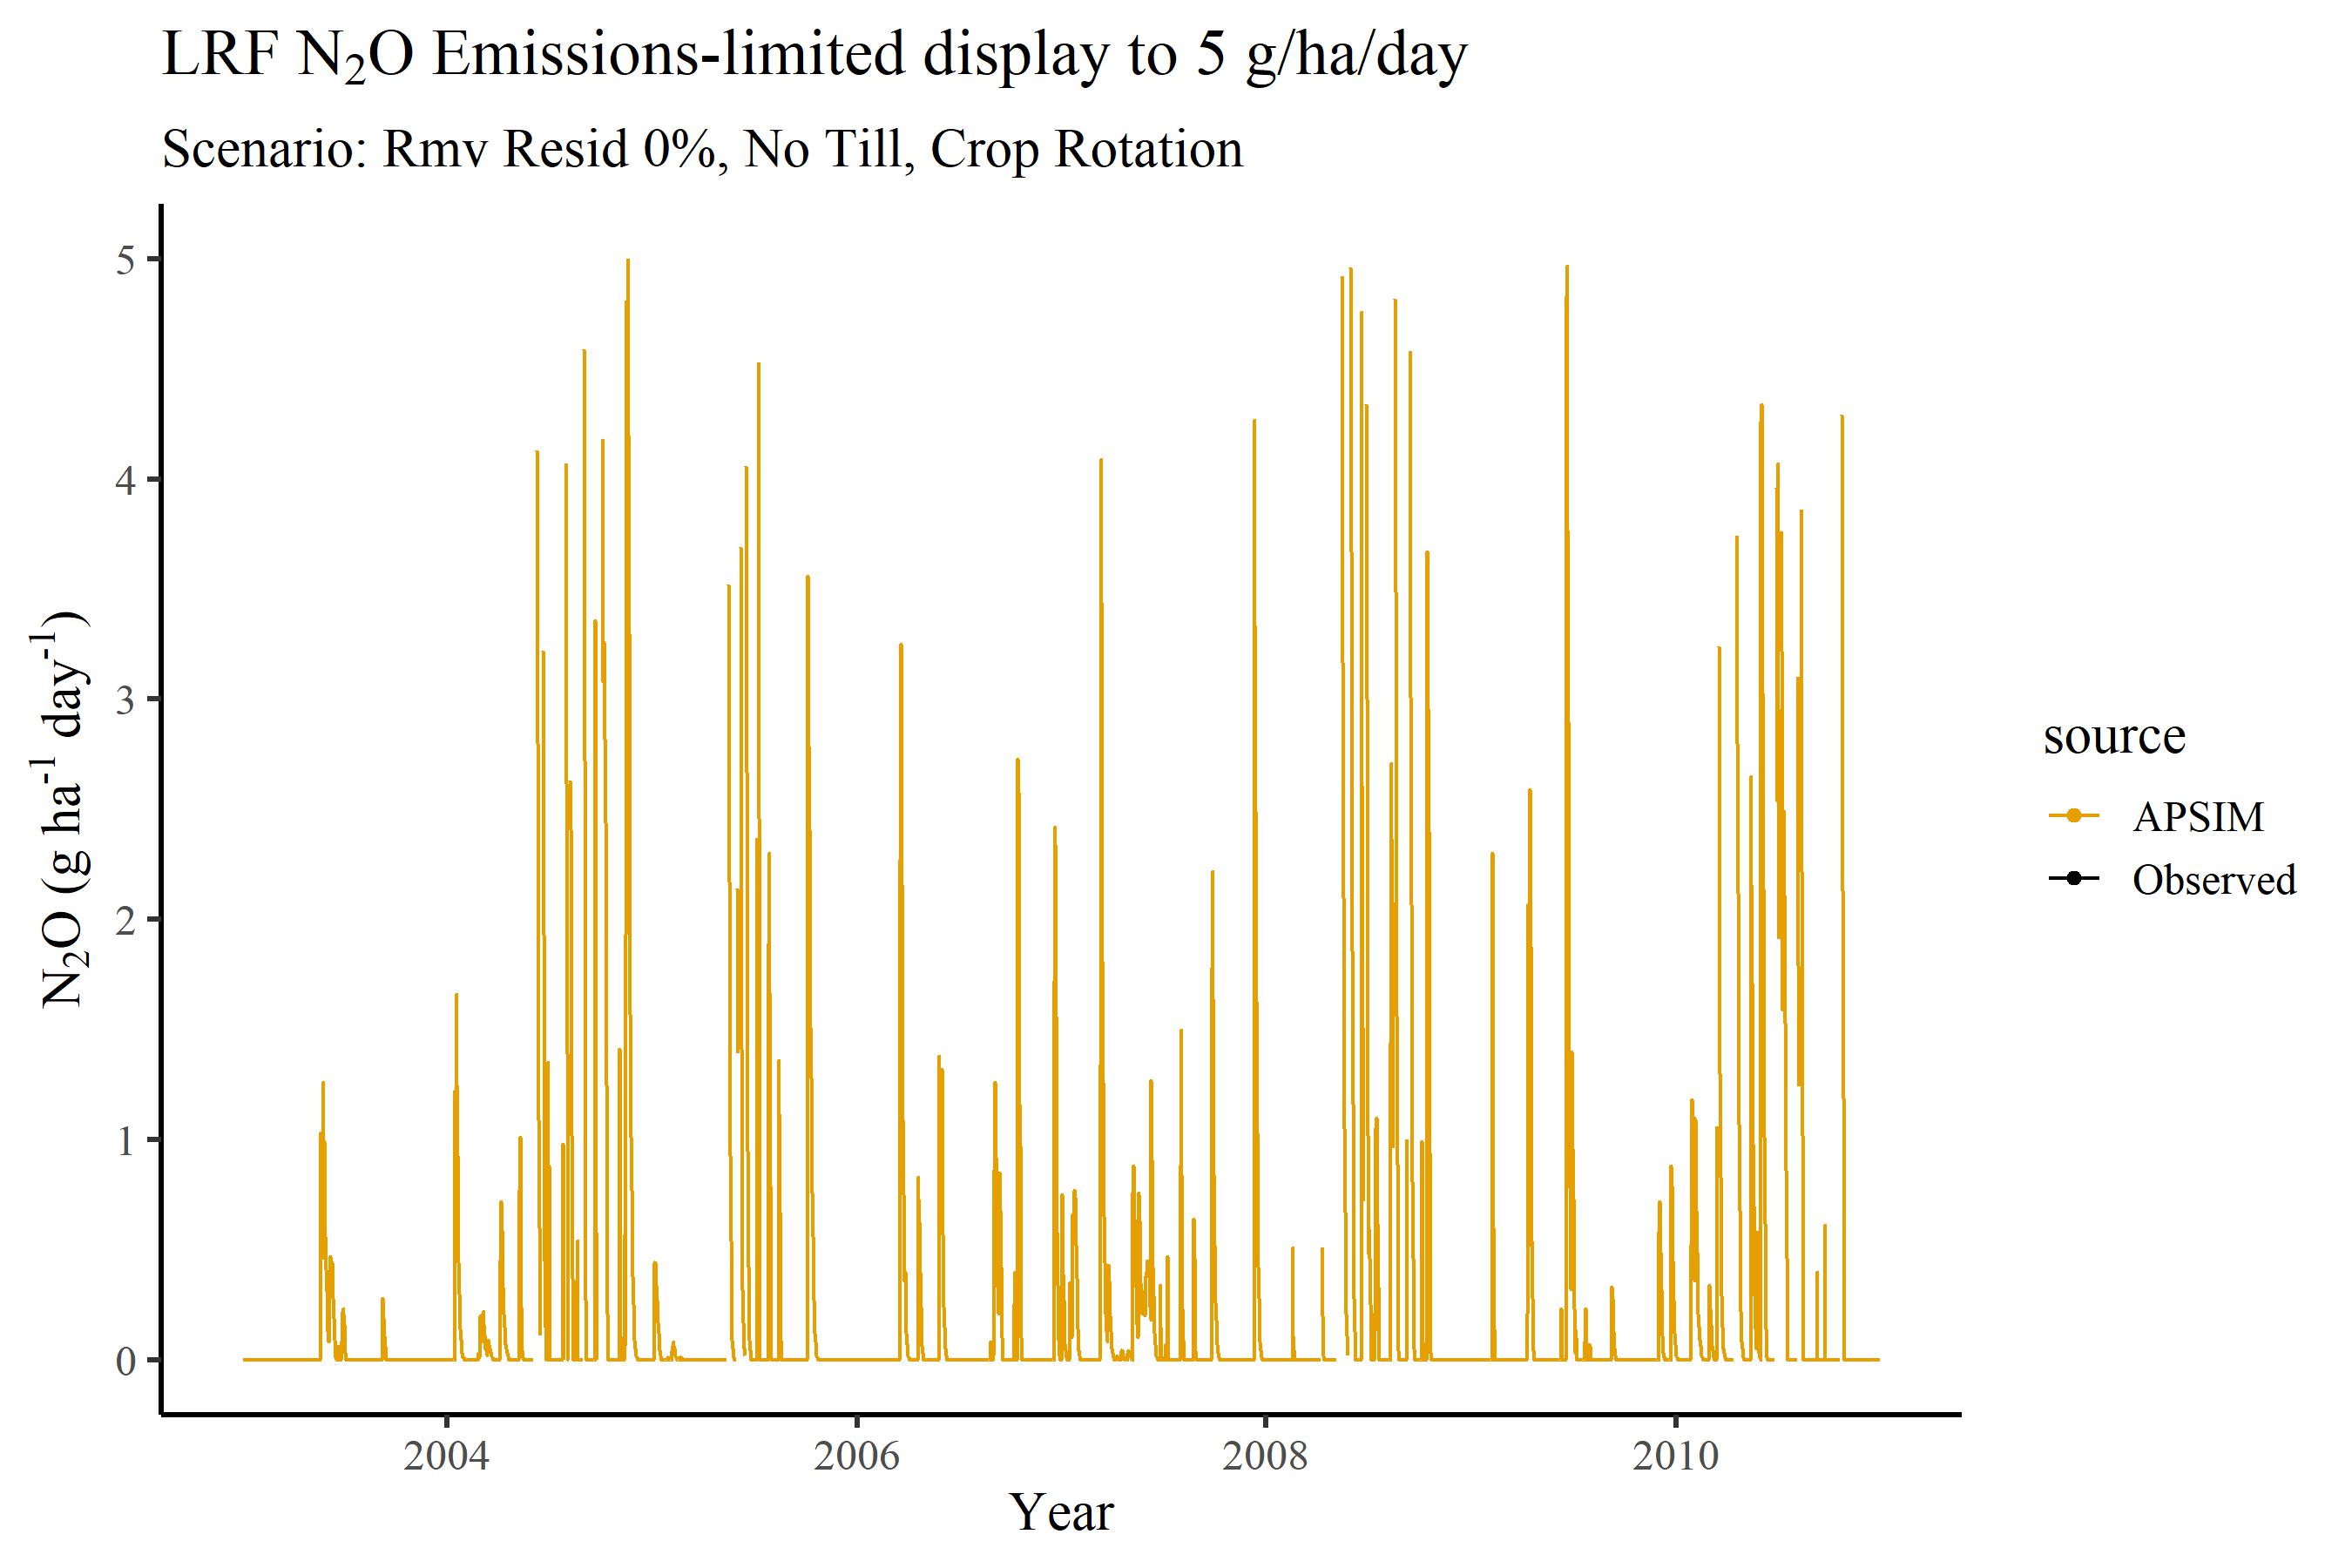 LRF N₂O Emissions-limited display to 5 g/ha/day
Scenario: Rmv Resid 0%, No Till, Crop Rotation
N₂O (g ha⁻¹ day⁻¹)
5
4
3
2
1
0
2004 2006 2008 2010
Year
source
APSIM
Observed